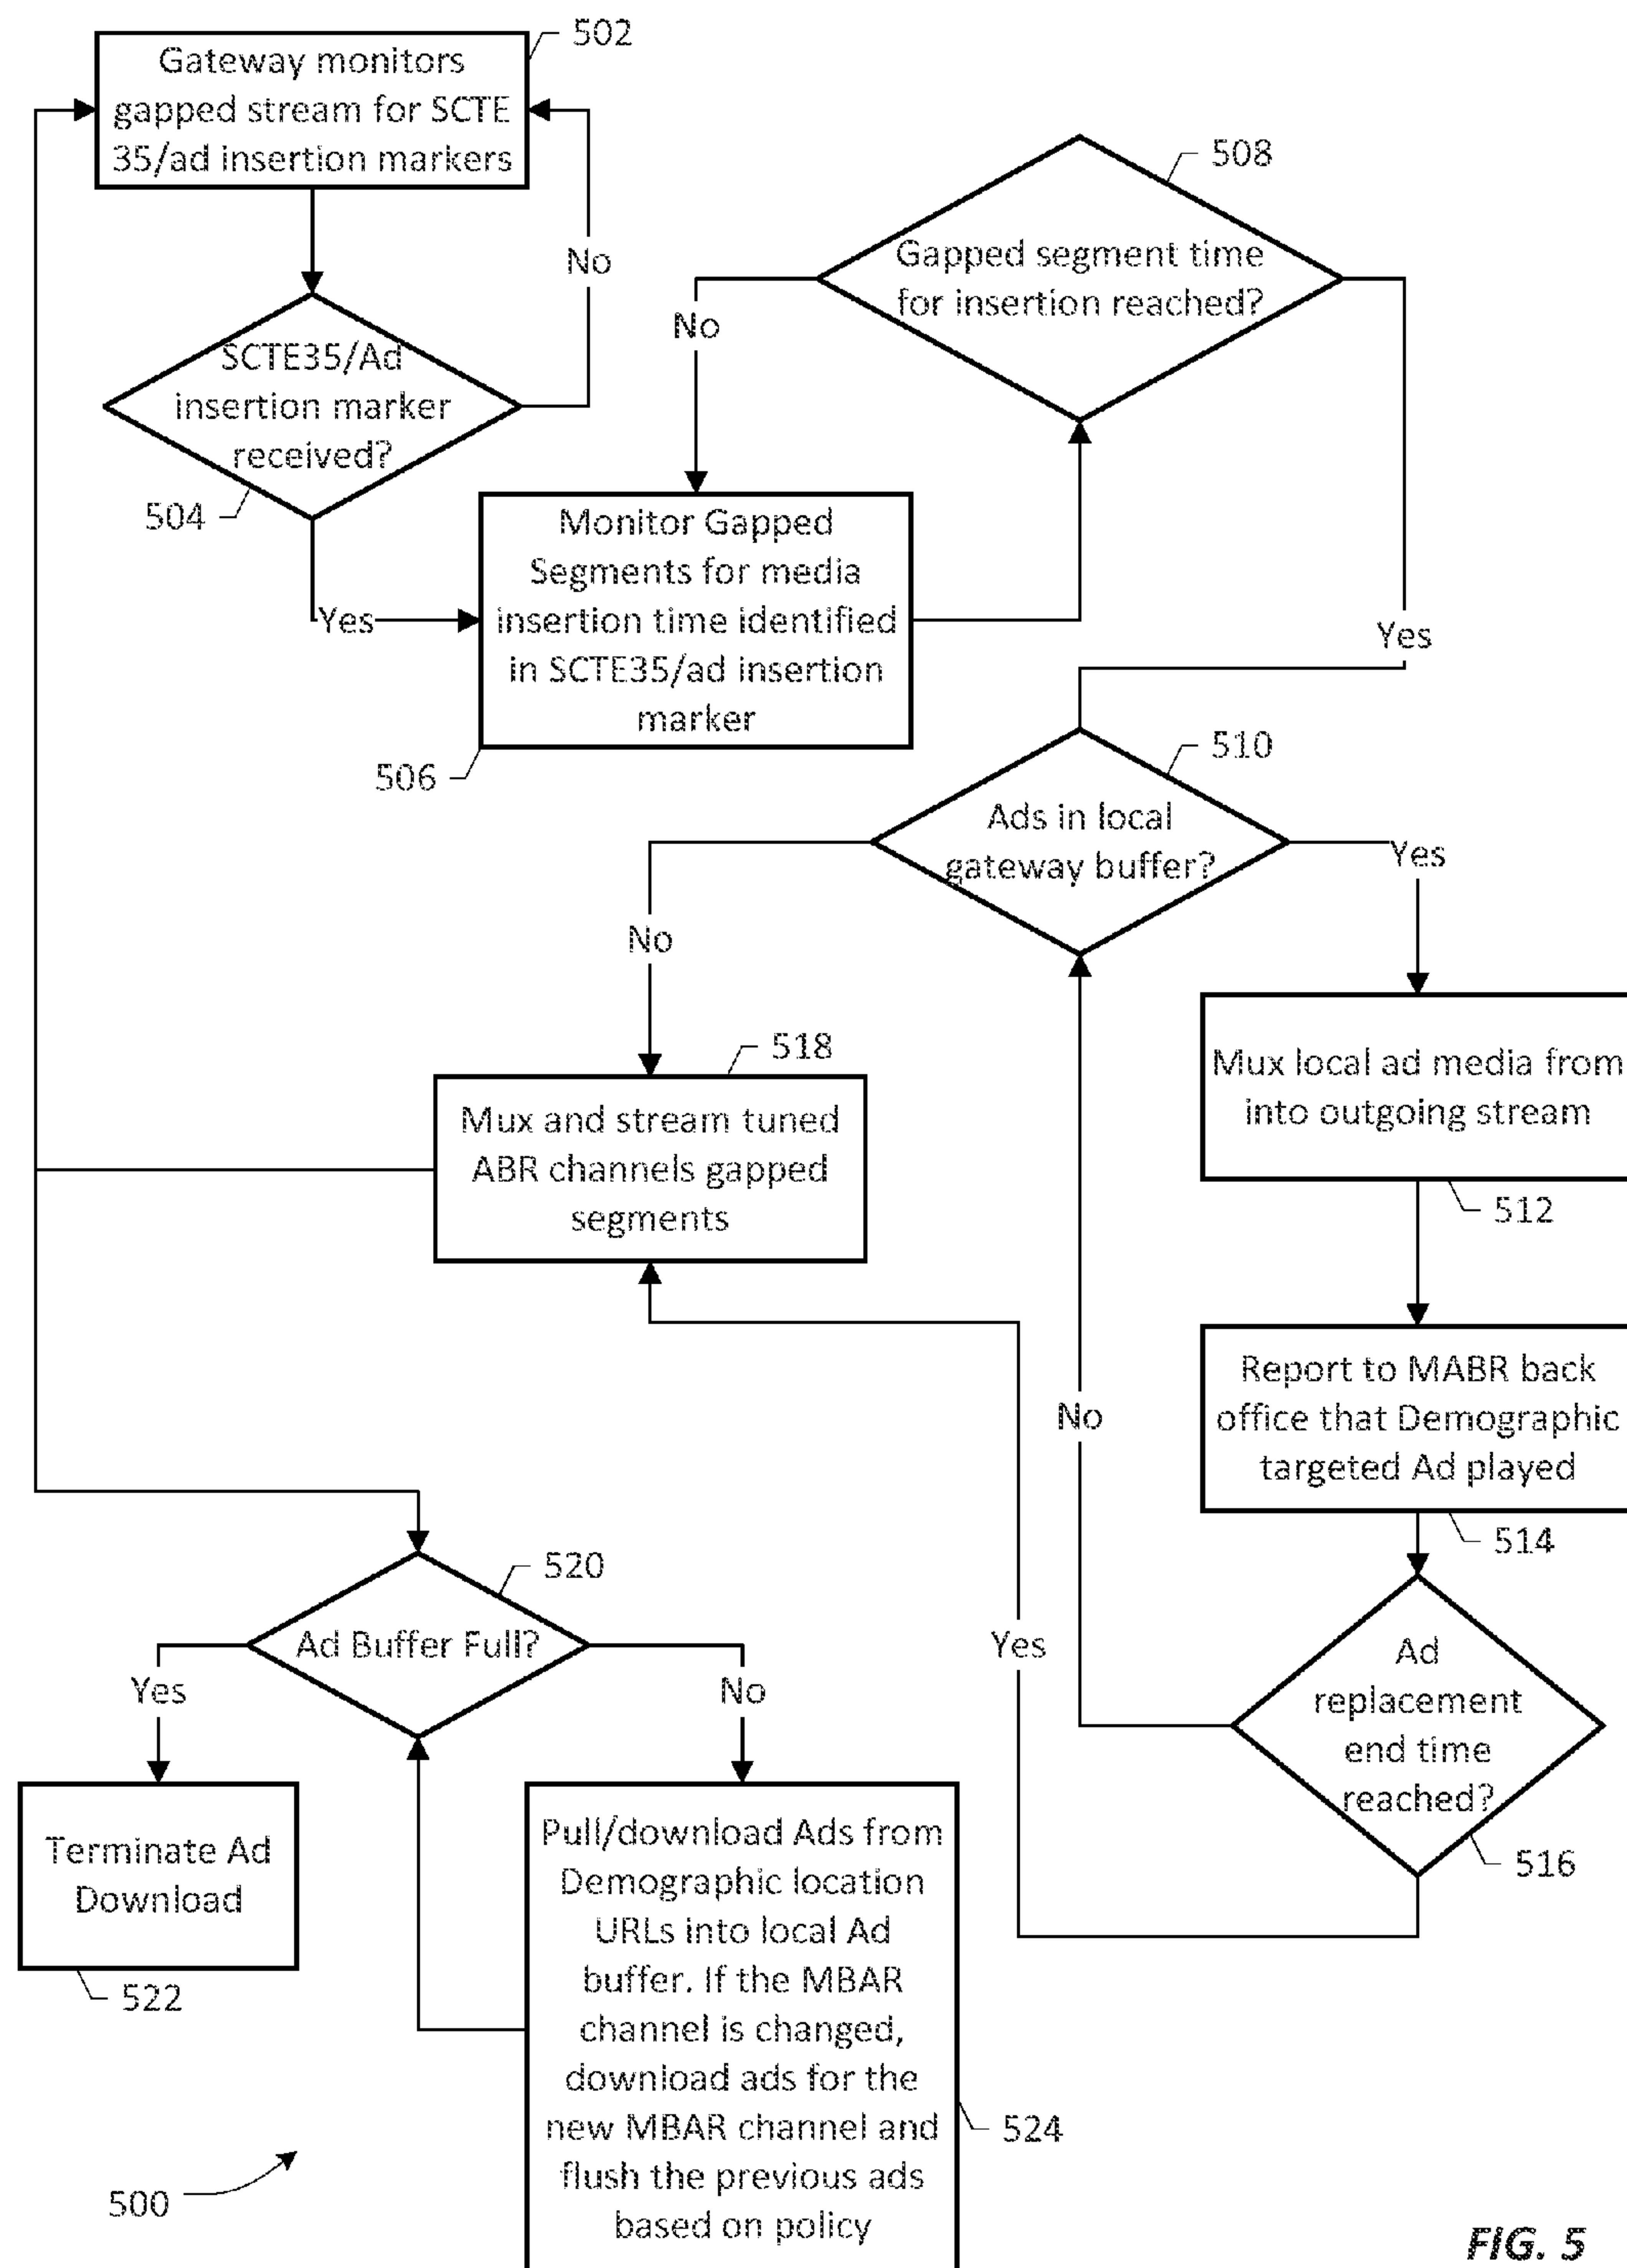 502
Gateway monitors
gapped stream for SCTE
35/ad insertion markers
No
SCTE35/Ad
insertion marker
received?
504
Yes
508
Gapped segment time
for insertion reached?
No
Yes
Monitor Gapped
Segments for media
insertion time identified
in SCTE35/ad insertion
marker
506
510
Ads in local
gateway buffer?
Yes
No
518
Mux and stream tuned
ABR channels gapped
segments
Mux local ad media from
into outgoing stream
512
Report to MABR back
office that Demographic
targeted Ad played
514
No
Yes
Ad
replacement
end time
reached?
516
520
Ad Buffer Full?
Yes
No
Terminate Ad
Download
522
Pull/download Ads from
Demographic location
URLs into local Ad
buffer. If the MBAR
channel is changed,
download ads for the
new MBAR channel and
flush the previous ads
based on policy
524
500
FIG. 5